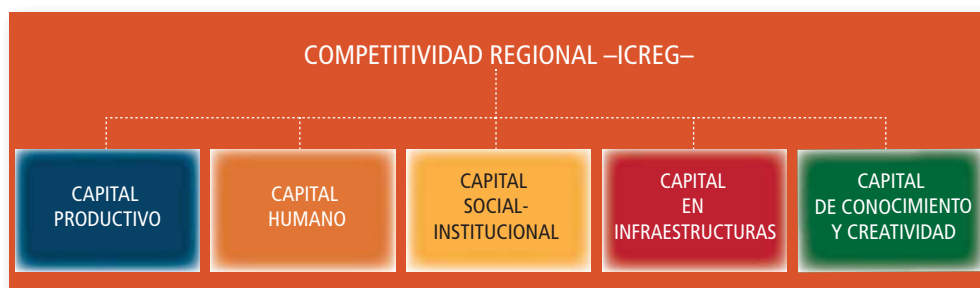 COMPETITIVIDAD REGIONAL –ICREG–
CAPITAL
PRODUCTIVO
CAPITAL
HUMANO
CAPITAL
SOCIAL-
INSTITUCIONAL
CAPITAL
EN
INFRAESTRUCTURAS
CAPITAL
DE CONOCIMIENTO
Y CREATIVIDAD